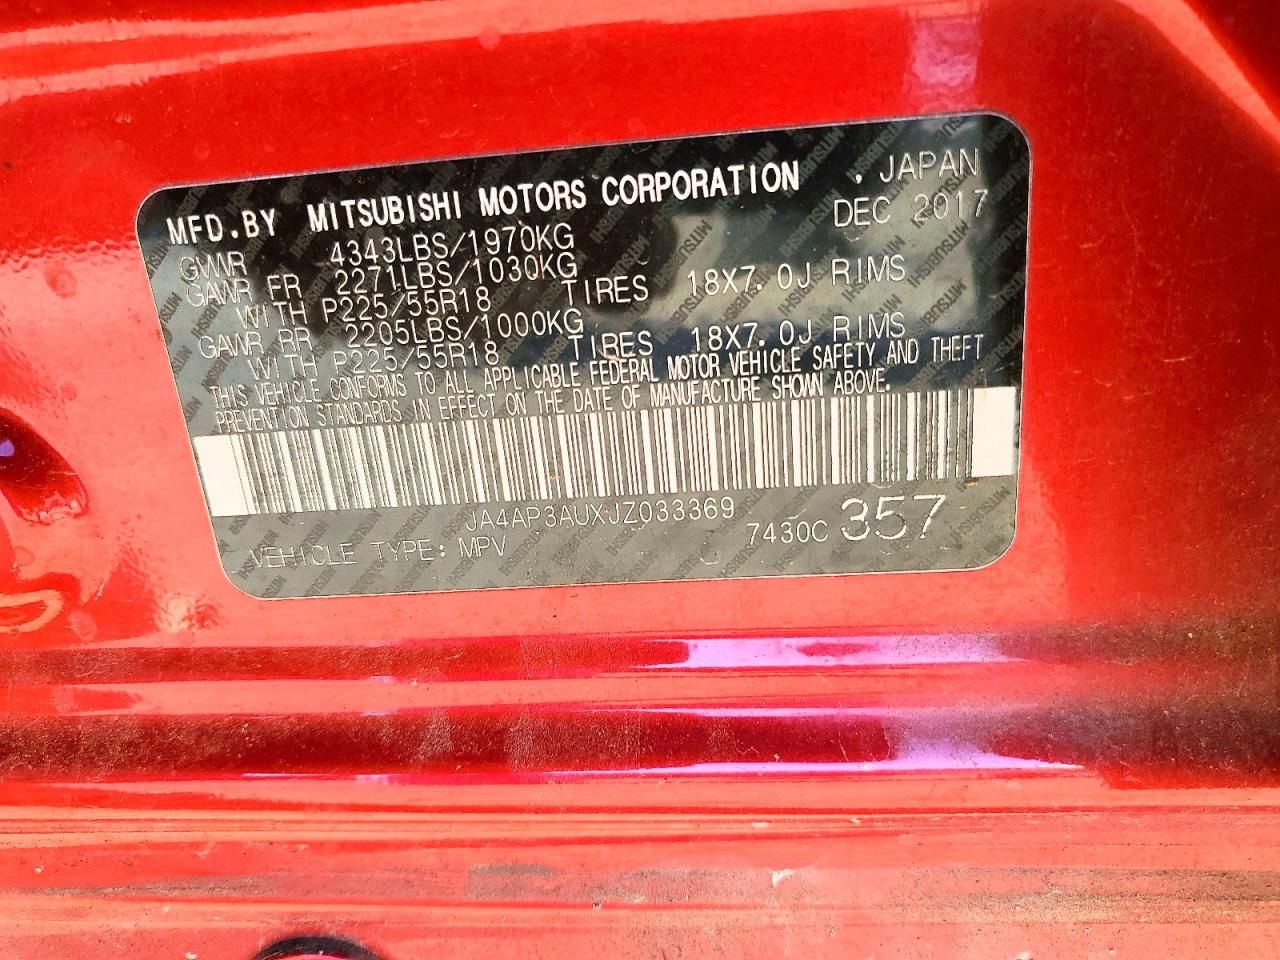 MFD.BY MITSUBISHI MOTORS CORPORATION . JAPAN
DEC 2017
GVWR 4343LBS/1970KG
GAWR FR 2271LBS/1030KG
WITH P225/55R18 TIRES 18X7.0J RIMS
GAWR RR 2205LBS/1000KG
WITH P225/55R18 TIRES 18X7.0J RIMS
THIS VEHICLE CONFORMS TO ALL APPLICABLE FEDERAL MOTOR VEHICLE SAFETY AND THEFT
PREVENTION STANDARDS IN EFFECT ON THE DATE OF MANUFACTURE SHOWN ABOVE.
JA4AP3AUXJZ033369
VEHICLE TYPE: MPV 7430C 357